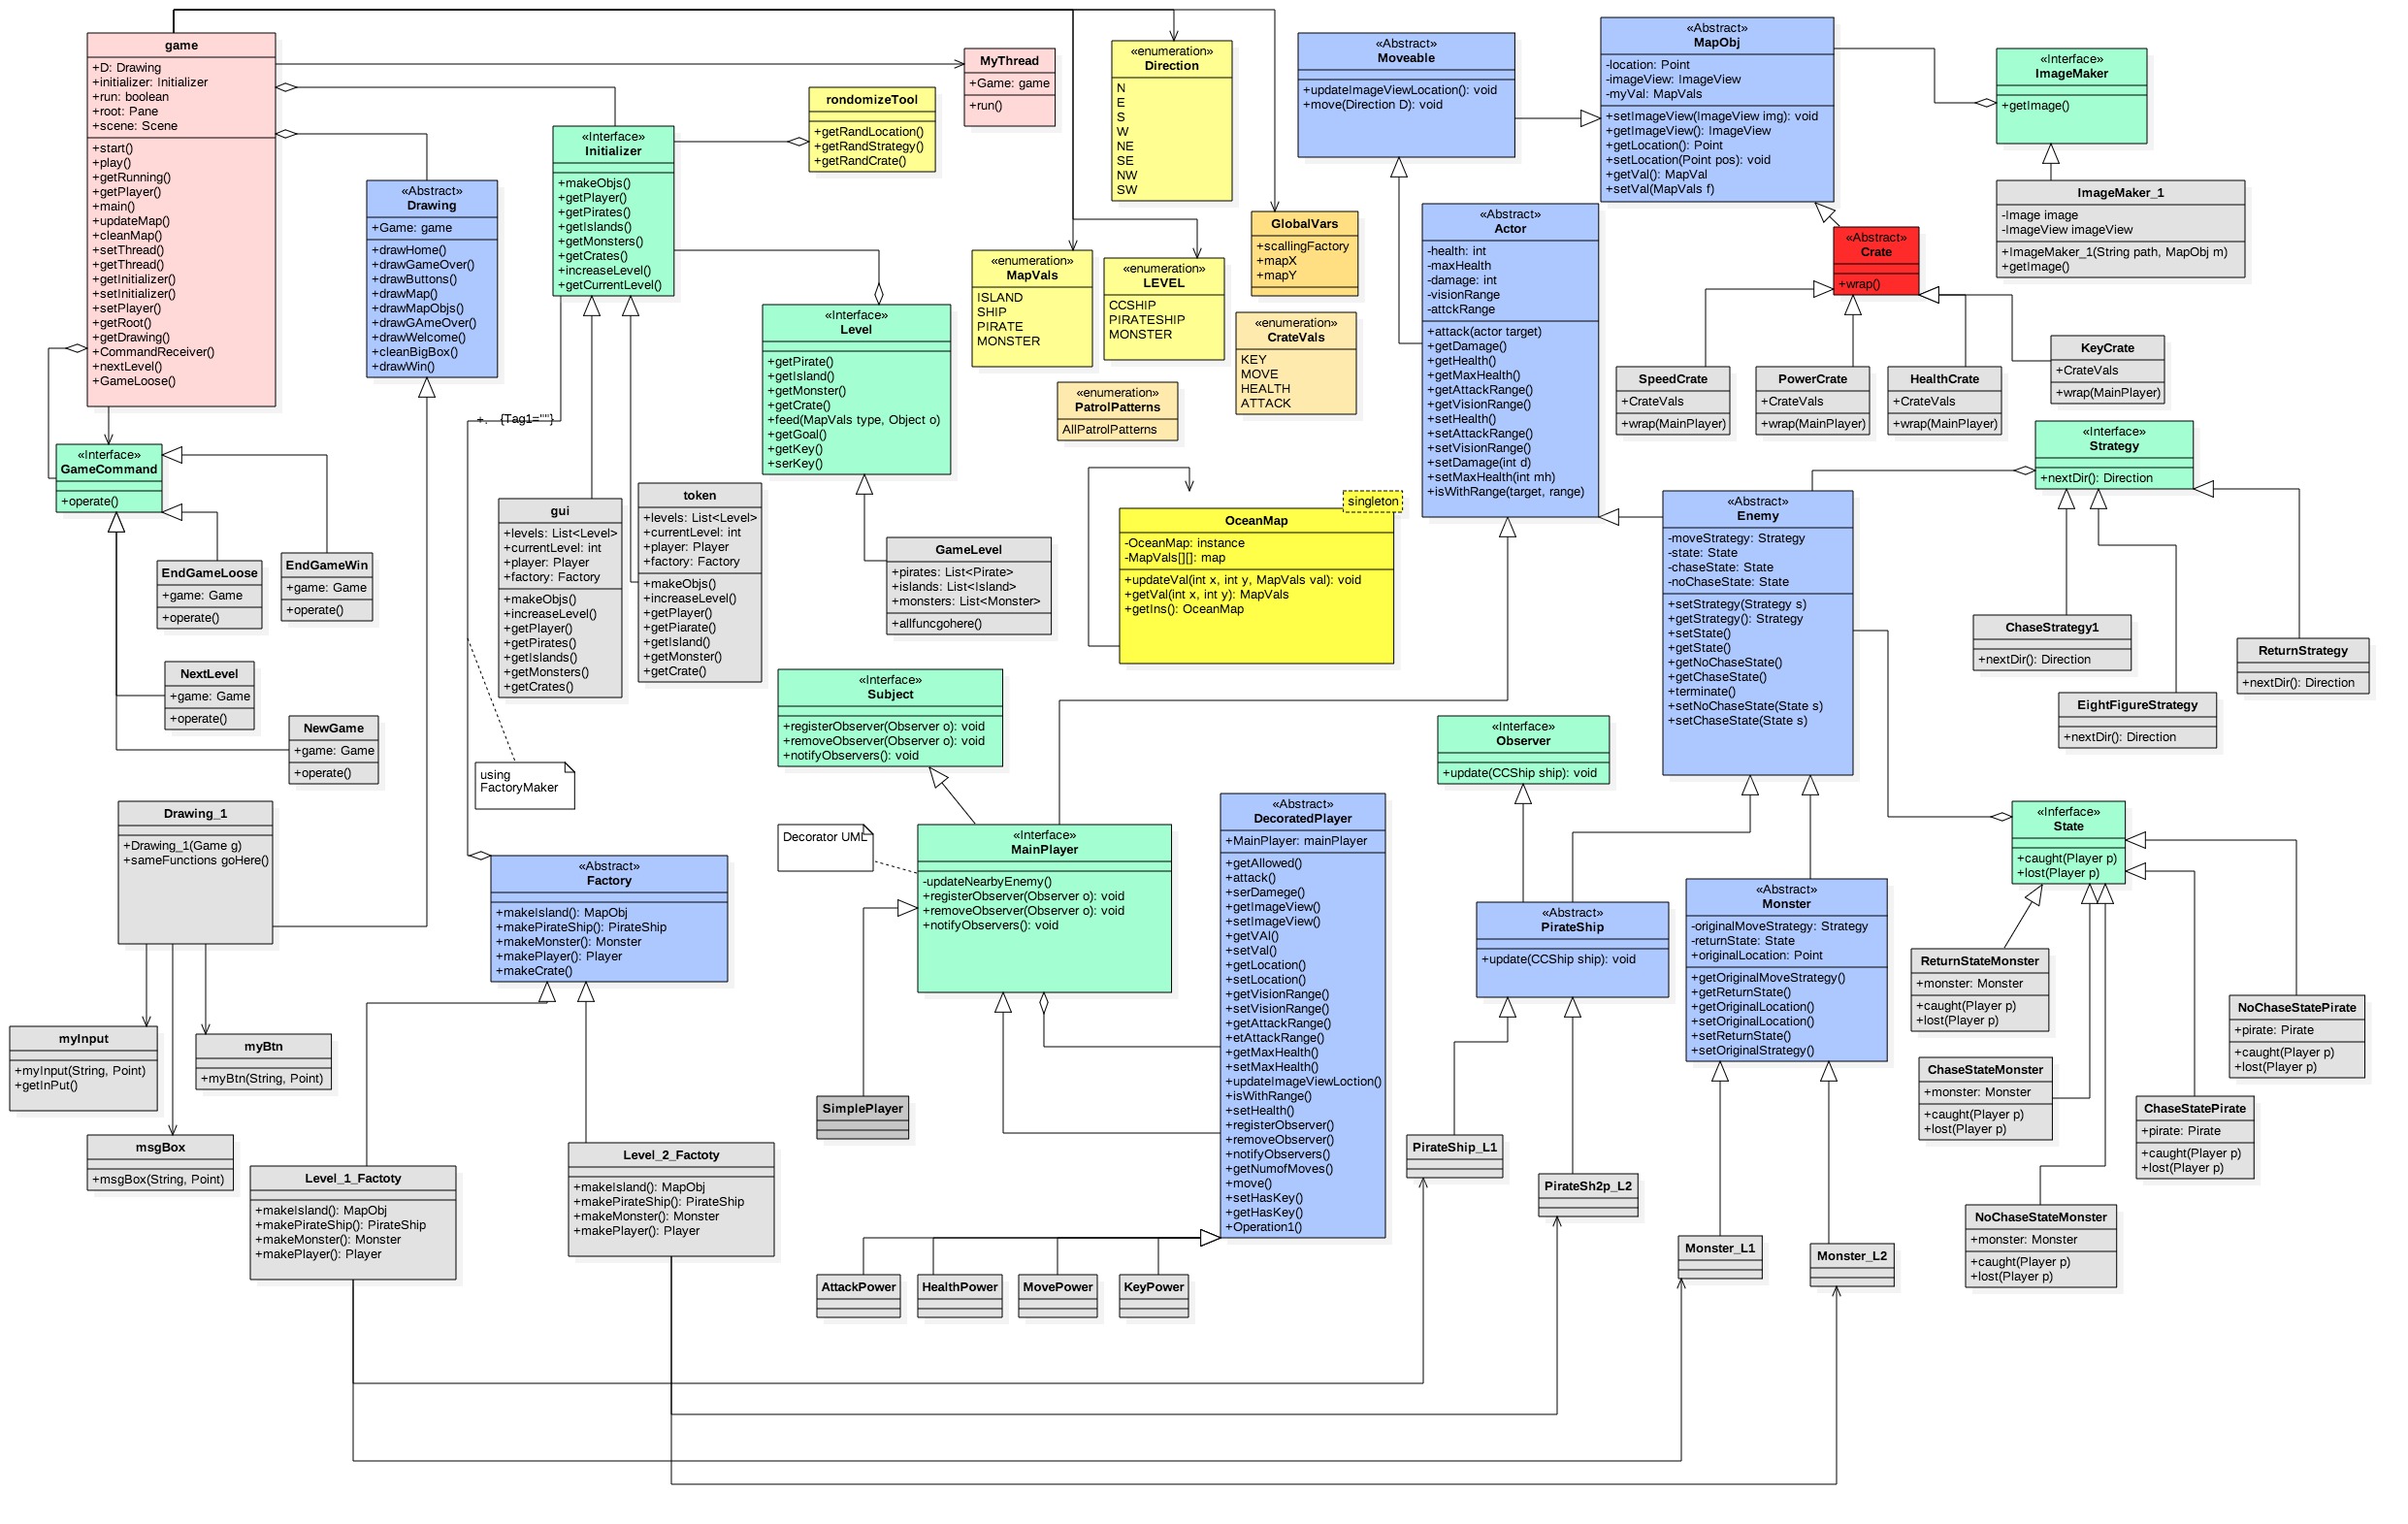 game
+D: Drawing
+initializer: Initializer
+run: boolean
+root: Pane
+scene: Scene
+start()
+play()
+getRunning()
+getPlayer()
+main()
+updateMap()
+cleanMap()
+setThread()
+getThread()
+getInitializer()
+setInitializer()
+setPlayer()
+getRoot()
+getDrawing()
+CommandReceiver()
+nextLevel()
+GameLoose()
«Abstract»
Drawing
+Game: game
+drawHome()
+drawGameOver()
+drawButtons()
+drawMap()
+drawMapObjs()
+drawGAmeOver()
+drawWelcome()
+cleanBigBox()
+drawWin()
«Interface»
Initializer
+makeObjs()
+getPlayer()
+getPirates()
+getIslands()
+getMonsters()
+getCrates()
+increaseLevel()
+getCurrentLevel()
rondomizeTool
+getRandLocation()
+getRandStrategy()
+getRandCrate()
MyThread
+Game: game
+run()
«enumeration»
Direction
N
E
S
W
NE
SE
NW
SW
«Abstract»
Moveable
+updateImageViewLocation(): void
+move(Direction D): void
«Abstract»
MapObj
-location: Point
-imageView: ImageView
-myVal: MapVals
+setImageView(ImageView img): void
+getImageView(): ImageView
+getLocation(): Point
+setLocation(Point pos): void
+getVal(): MapVal
+setVal(MapVals f)
«Interface»
ImageMaker
+getImage()
ImageMaker_1
-Image image
-ImageView imageView
+ImageMaker_1(String path, MapObj m)
+getImage()
«enumeration»
MapVals
ISLAND
SHIP
PIRATE
MONSTER
«enumeration»
LEVEL
CCSHIP
PIRATESHIP
MONSTER
GlobalVars
+scallingFactory
+mapX
+mapY
«enumeration»
CrateVals
KEY
MOVE
HEALTH
ATTACK
«enumeration»
PatrolPatterns
AllPatrolPatterns
«Abstract»
Actor
-health: int
-maxHealth
-damage: int
-visionRange
-attckRange
+attack(actor target)
+getDamage()
+getHealth()
+getMaxHealth()
+getAttackRange()
+getVisionRange()
+setHealth()
+setAttackRange()
+setVisionRange()
+setDamage(int d)
+setMaxHealth(int mh)
+isWithRange(target, range)
«Abstract»
Crate
+wrap()
SpeedCrate
+CrateVals
+wrap(MainPlayer)
PowerCrate
+CrateVals
+wrap(MainPlayer)
HealthCrate
+CrateVals
+wrap(MainPlayer)
KeyCrate
+CrateVals
+wrap(MainPlayer)
«Interface»
Level
+getPirate()
+getIsland()
+getMonster()
+getCrate()
+feed(MapVals type, Object o)
+getGoal()
+getKey()
+serKey()
+. {Tag1=""}
«Interface»
GameCommand
+operate()
EndGameLoose
+game: Game
+operate()
EndGameWin
+game: Game
+operate()
NextLevel
+game: Game
+operate()
NewGame
+game: Game
+operate()
gui
+levels: List<Level>
+currentLevel: int
+player: Player
+factory: Factory
+makeObjs()
+increaseLevel()
+getPlayer()
+getPirates()
+getIslands()
+getMonsters()
+getCrates()
token
+levels: List<Level>
+currentLevel: int
+player: Player
+factory: Factory
+makeObjs()
+increaseLevel()
+getPlayer()
+getPiarate()
+getIsland()
+getMonster()
+getCrate()
GameLevel
+pirates: List<Pirate>
+islands: List<Island>
+monsters: List<Monster>
+allfuncgohere()
singleton
OceanMap
-OceanMap: instance
-MapVals[][]: map
+updateVal(int x, int y, MapVals val): void
+getVal(int x, int y): MapVals
+getIns(): OceanMap
«Abstract»
Enemy
-moveStrategy: Strategy
-state: State
-chaseState: State
-noChaseState: State
+setStrategy(Strategy s)
+getStrategy(): Strategy
+setState()
+getState()
+getNoChaseState()
+getChaseState()
+terminate()
+setNoChaseState(State s)
+setChaseState(State s)
«Interface»
Strategy
+nextDir(): Direction
ChaseStrategy1
+nextDir(): Direction
EightFigureStrategy
+nextDir(): Direction
ReturnStrategy
+nextDir(): Direction
«Interface»
Subject
+registerObserver(Observer o): void
+removeObserver(Observer o): void
+notifyObservers(): void
«Interface»
Observer
+update(CCShip ship): void
using
FactoryMaker
Decorator UML
«Interface»
MainPlayer
-updateNearbyEnemy()
+registerObserver(Observer o): void
+removeObserver(Observer o): void
+notifyObservers(): void
«Abstract»
DecoratedPlayer
+MainPlayer: mainPlayer
+getAllowed()
+attack()
+serDamege()
+getImageView()
+setImageView()
+getVAl()
+setVal()
+getLocation()
+setLocation()
+getVisionRange()
+setVisionRange()
+getAttackRange()
+etAttackRange()
+getMaxHealth()
+setMaxHealth()
+updateImageViewLoction()
+isWithRange()
+setHealth()
+registerObserver()
+removeObserver()
+notifyObservers()
+getNumofMoves()
+move()
+setHasKey()
+getHasKey()
+Operation1()
Drawing_1
+Drawing_1(Game g)
+sameFunctions goHere()
«Abstract»
Factory
+makeIsland(): MapObj
+makePirateShip(): PirateShip
+makeMonster(): Monster
+makePlayer(): Player
+makeCrate()
«Abstract»
PirateShip
+update(CCShip ship): void
«Abstract»
Monster
-originalMoveStrategy: Strategy
-returnState: State
+originalLocation: Point
+getOriginalMoveStrategy()
+getReturnState()
+getOriginalLocation()
+setOriginalLocation()
+setReturnState()
+setOriginalStrategy()
«Inferface»
State
+caught(Player p)
+lost(Player p)
ReturnStateMonster
+monster: Monster
+caught(Player p)
+lost(Player p)
NoChaseStatePirate
+pirate: Pirate
+caught(Player p)
+lost(Player p)
ChaseStateMonster
+monster: Monster
+caught(Player p)
+lost(Player p)
ChaseStatePirate
+pirate: Pirate
+caught(Player p)
+lost(Player p)
NoChaseStateMonster
+monster: Monster
+caught(Player p)
+lost(Player p)
myInput
+myInput(String, Point)
+getInPut()
myBtn
+myBtn(String, Point)
msgBox
+msgBox(String, Point)
Level_1_Factoty
+makeIsland(): MapObj
+makePirateShip(): PirateShip
+makeMonster(): Monster
+makePlayer(): Player
Level_2_Factoty
+makeIsland(): MapObj
+makePirateShip(): PirateShip
+makeMonster(): Monster
+makePlayer(): Player
SimplePlayer
PirateShip_L1
PirateSh2p_L2
Monster_L1
Monster_L2
AttackPower
HealthPower
MovePower
KeyPower